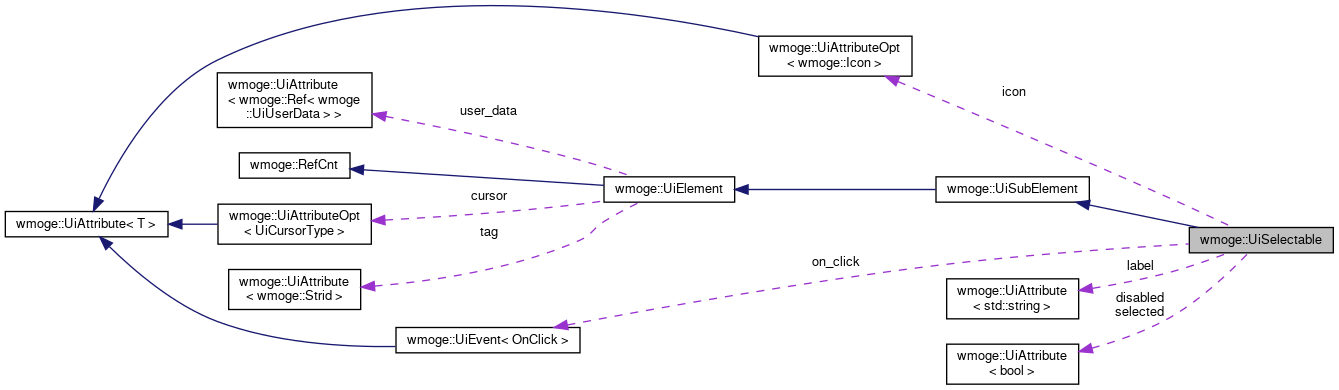 wmoge::UiAttributeOpt
< wmoge::Icon >
icon
wmoge::UiAttribute
< wmoge::Ref< wmoge
::UiUserData > >
user_data
wmoge::RefCnt
wmoge::UiElement
wmoge::UiSubElement
cursor
wmoge::UiAttribute< T >
wmoge::UiAttributeOpt
< UiCursorType >
tag
wmoge::UiSelectable
on_click
label
wmoge::UiAttribute
< wmoge::Strid >
wmoge::UiAttribute
< std::string >
disabled
selected
wmoge::UiEvent< OnClick >
wmoge::UiAttribute
< bool >